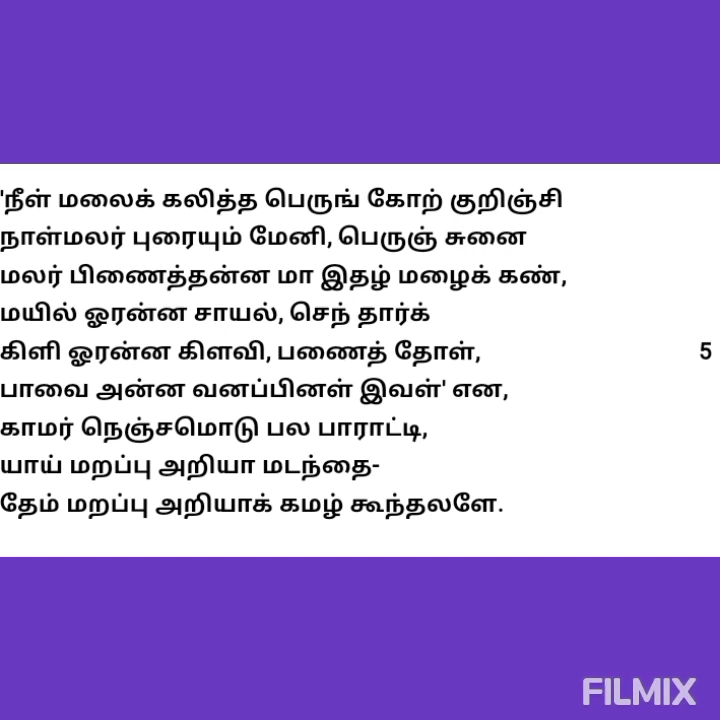 'நீள் மலைக் கலித்த பெருங் கோற் குறிஞ்சி
நாள்மலர் புரையும் மேனி, பெருஞ் சுனை
மலர் பிணைத்தன்ன மா இதழ் மழைக் கண்,
மயில் ஓரன்ன சாயல், செந் தார்க்
கிளி ஓரன்ன கிளவி, பணைத் தோள், 5
பாவை அன்ன வனப்பினள் இவள்' என,
காமர் நெஞ்சமொடு பல பாராட்டி,
யாய் மறப்பு அறியா மடந்தை-
தேம் மறப்பு அறியாக் கமழ் கூந்தலளே.
FILMIX